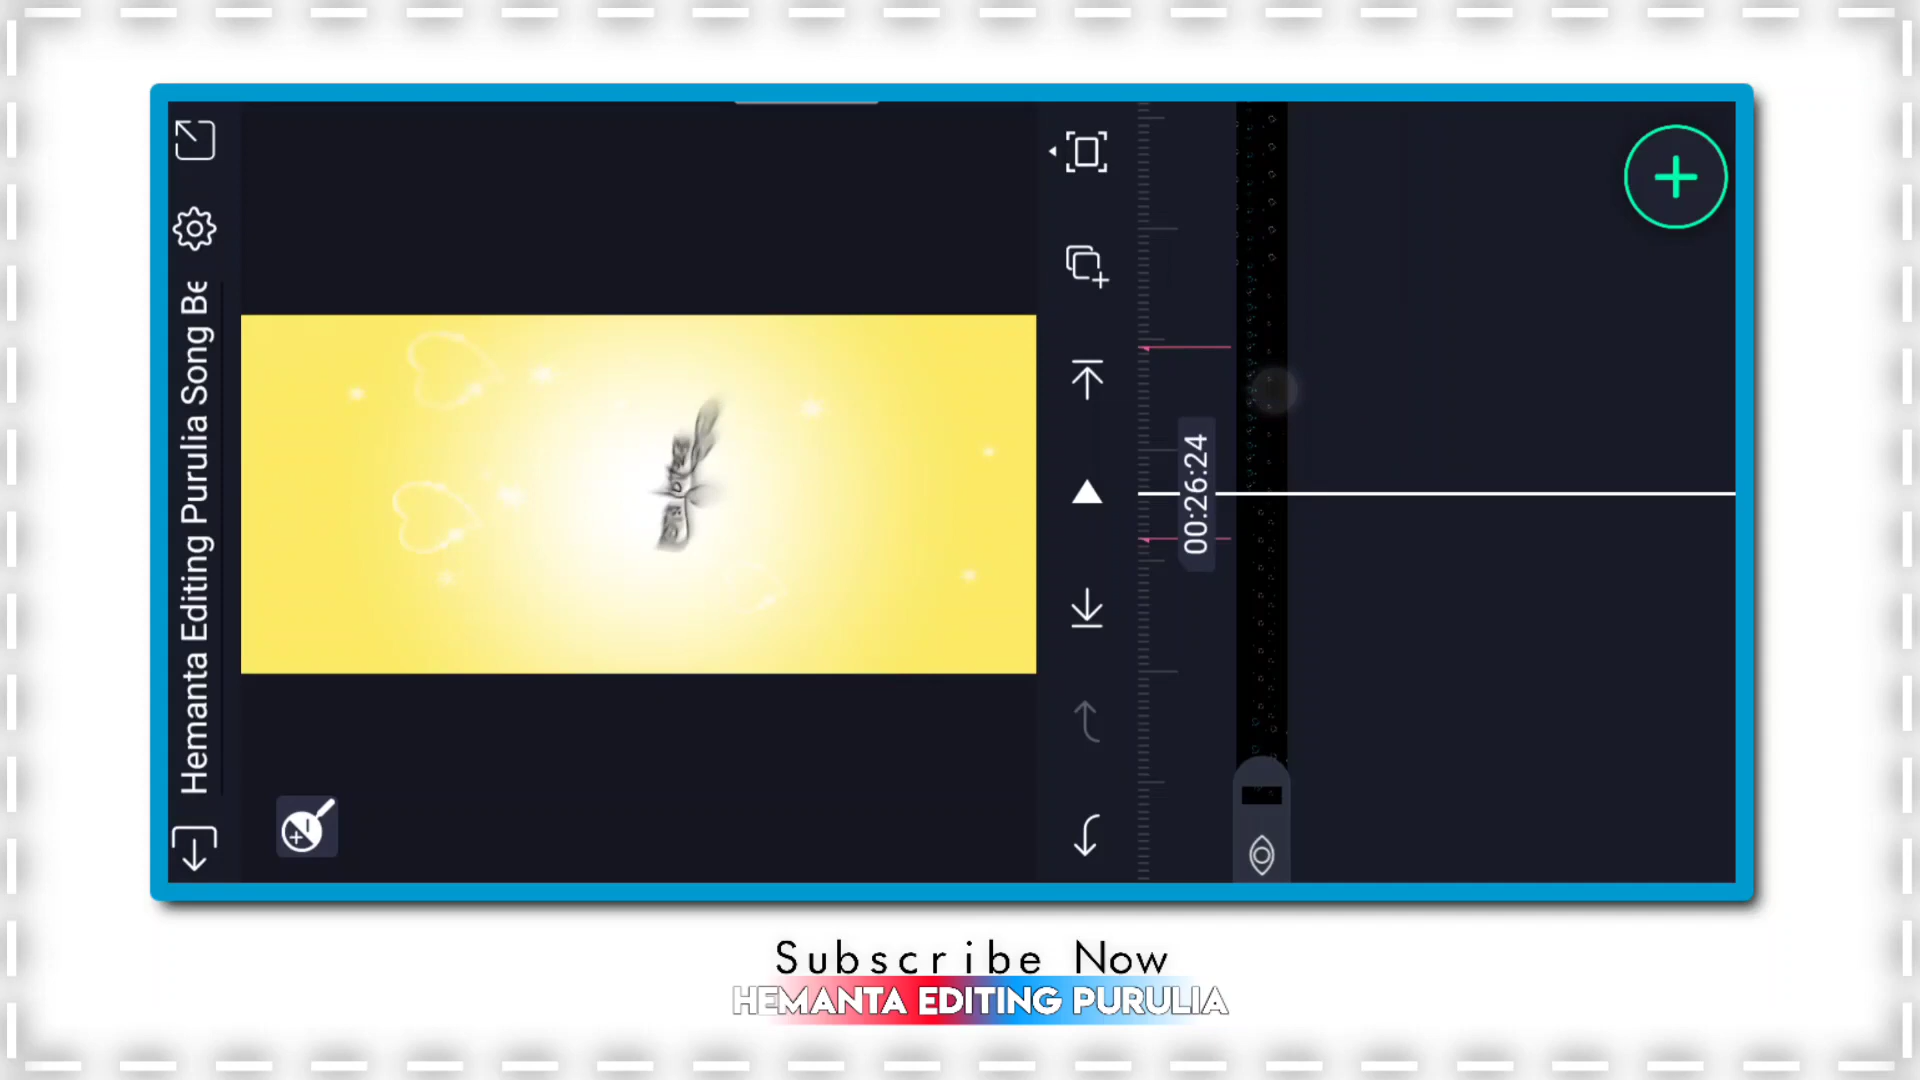 Hemanta Editing Purulia Song Be
00:26:24
Subscribe Now
HEMANTA EDITING PURULIA